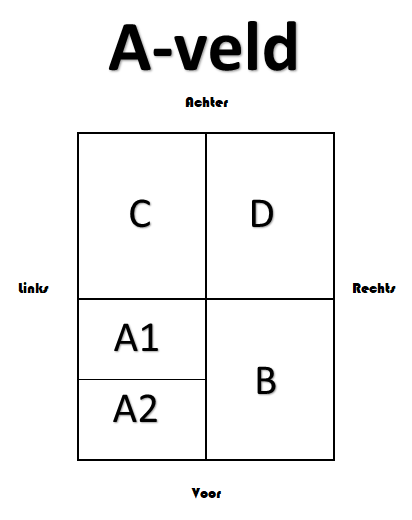 A-veld
Achter
C D
Links Rechts
A1
B
A2
Voor